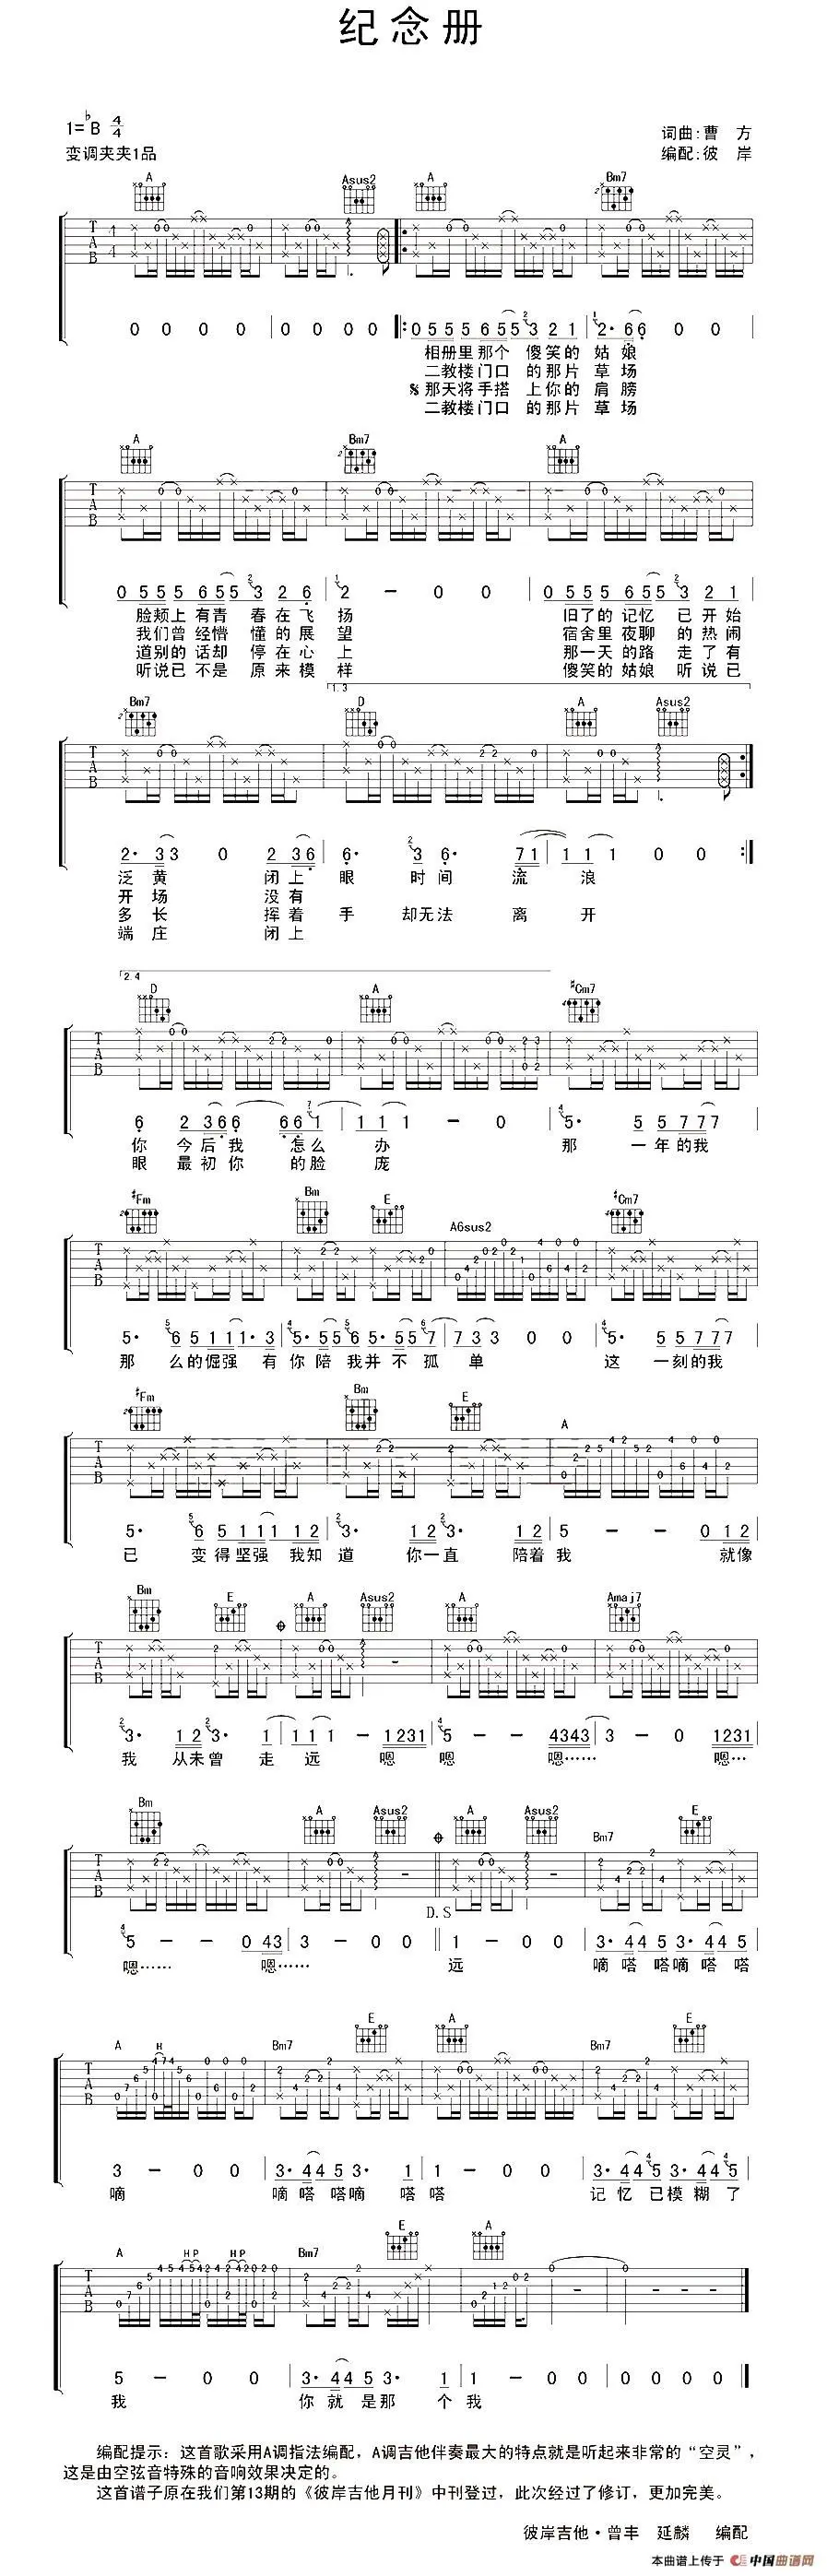 纪念册
1=♭B 4/4
词曲:曹 方
变调夹夹1品
编配:彼 岸
A Asus2 A Bm7
0 0 0 0 0 0 0 0 0 5 5 5 6 5 5 3 2 1 2· 6 6 0 0
相册里那个 傻笑的 姑娘
二教楼门口 的那片 草场
𝄋那天将手搭 上你的 肩膀
二教楼门口 的那片 草场
A Bm7 A
0 5 5 5 6 5 5 3 2 6 2 - 0 0 0 5 5 5 6 5 5 3 2 1
脸颊上有青 春在飞 扬 旧了的记忆 已开始
我们曾经懵 懂的展 望 宿舍里夜聊 的热闹
道别的话却 停在心 上 那一天的路 走了有
听说已不是 原来模 样 傻笑的姑娘 听说已
1.3
Bm7 D A Asus2
2· 3 3 0 2 3 6 6· 3 6· 7 1 1 1 1 0 0
泛黄 闭上 眼 时间 流 浪
开场 没有
多长 挥着 手 却无法 离 开
端庄 闭上
2.4
D A #Cm7
6 2 3 6 6 6 6 1 1 1 1 - 0 5· 5 5 7 7 7
你 今后我 怎么 办 那 一年的我
眼 最初你 的脸 庞
#Fm Bm E A6sus2 #Cm7
5· 6 5 1 1 1· 3 5· 5 5 6 5· 5 5 7 7 3 3 0 0 5· 5 5 7 7 7
那 么的倔强 有 你陪 我并 不 孤 单 这 一刻的我
#Fm Bm E A
5· 6 5 1 1 1 1 2 3· 1 2 3· 1 2 5 - - 0 1 2
已 变得坚强 我知 道 你一直 陪着 我 就像
Bm E A Asus2 A Amaj7
3· 1 2 3· 1 1 1 1 - 1231 5 - - 4343 3 - 0 1231
我 从未曾 走 远 嗯 嗯 嗯…… 嗯…
Bm A Asus2 A Asus2 Bm7 E
D.S
5 - - 0 43 3 - 0 0 1 - 0 0 3· 4 4 5 3· 4 4 5
嗯…… 嗯…… 远 嘀 嗒 嗒嘀 嗒嗒
A H Bm7 E A Bm7 E
3 - 0 0 3· 4 4 5 3· 1 1 - 0 0 3· 4 4 5 3· 4 4 5
嘀 嘀 嗒 嗒嘀 嗒 嗒 记 忆 已模 糊 了
A H P H P Bm7 E A
5 - 0 0 3· 4 4 5 3· 1 1 - 0 0 0 0 0 0
我 你 就 是那 个 我
编配提示：这首歌采用A调指法编配，A调吉他伴奏最大的特点就是听起来非常的“空灵”，
这是由空弦音特殊的音响效果决定的。
这首谱子原在我们第13期的《彼岸吉他月刊》中刊登过，此次经过了修订，更加完美。
彼岸吉他·曾丰 延麟 编配
本曲谱上传于 中国曲谱网